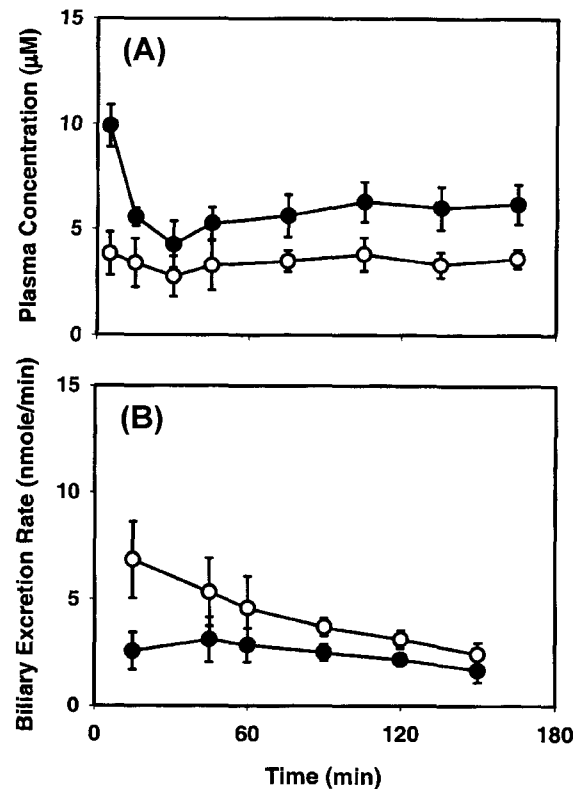 15
(A)
10
5
0
Plasma Concentration (μM)
15
(B)
10
5
0
Biliary Excretion Rate (nmole/min)
0 60 120 180
Time (min)